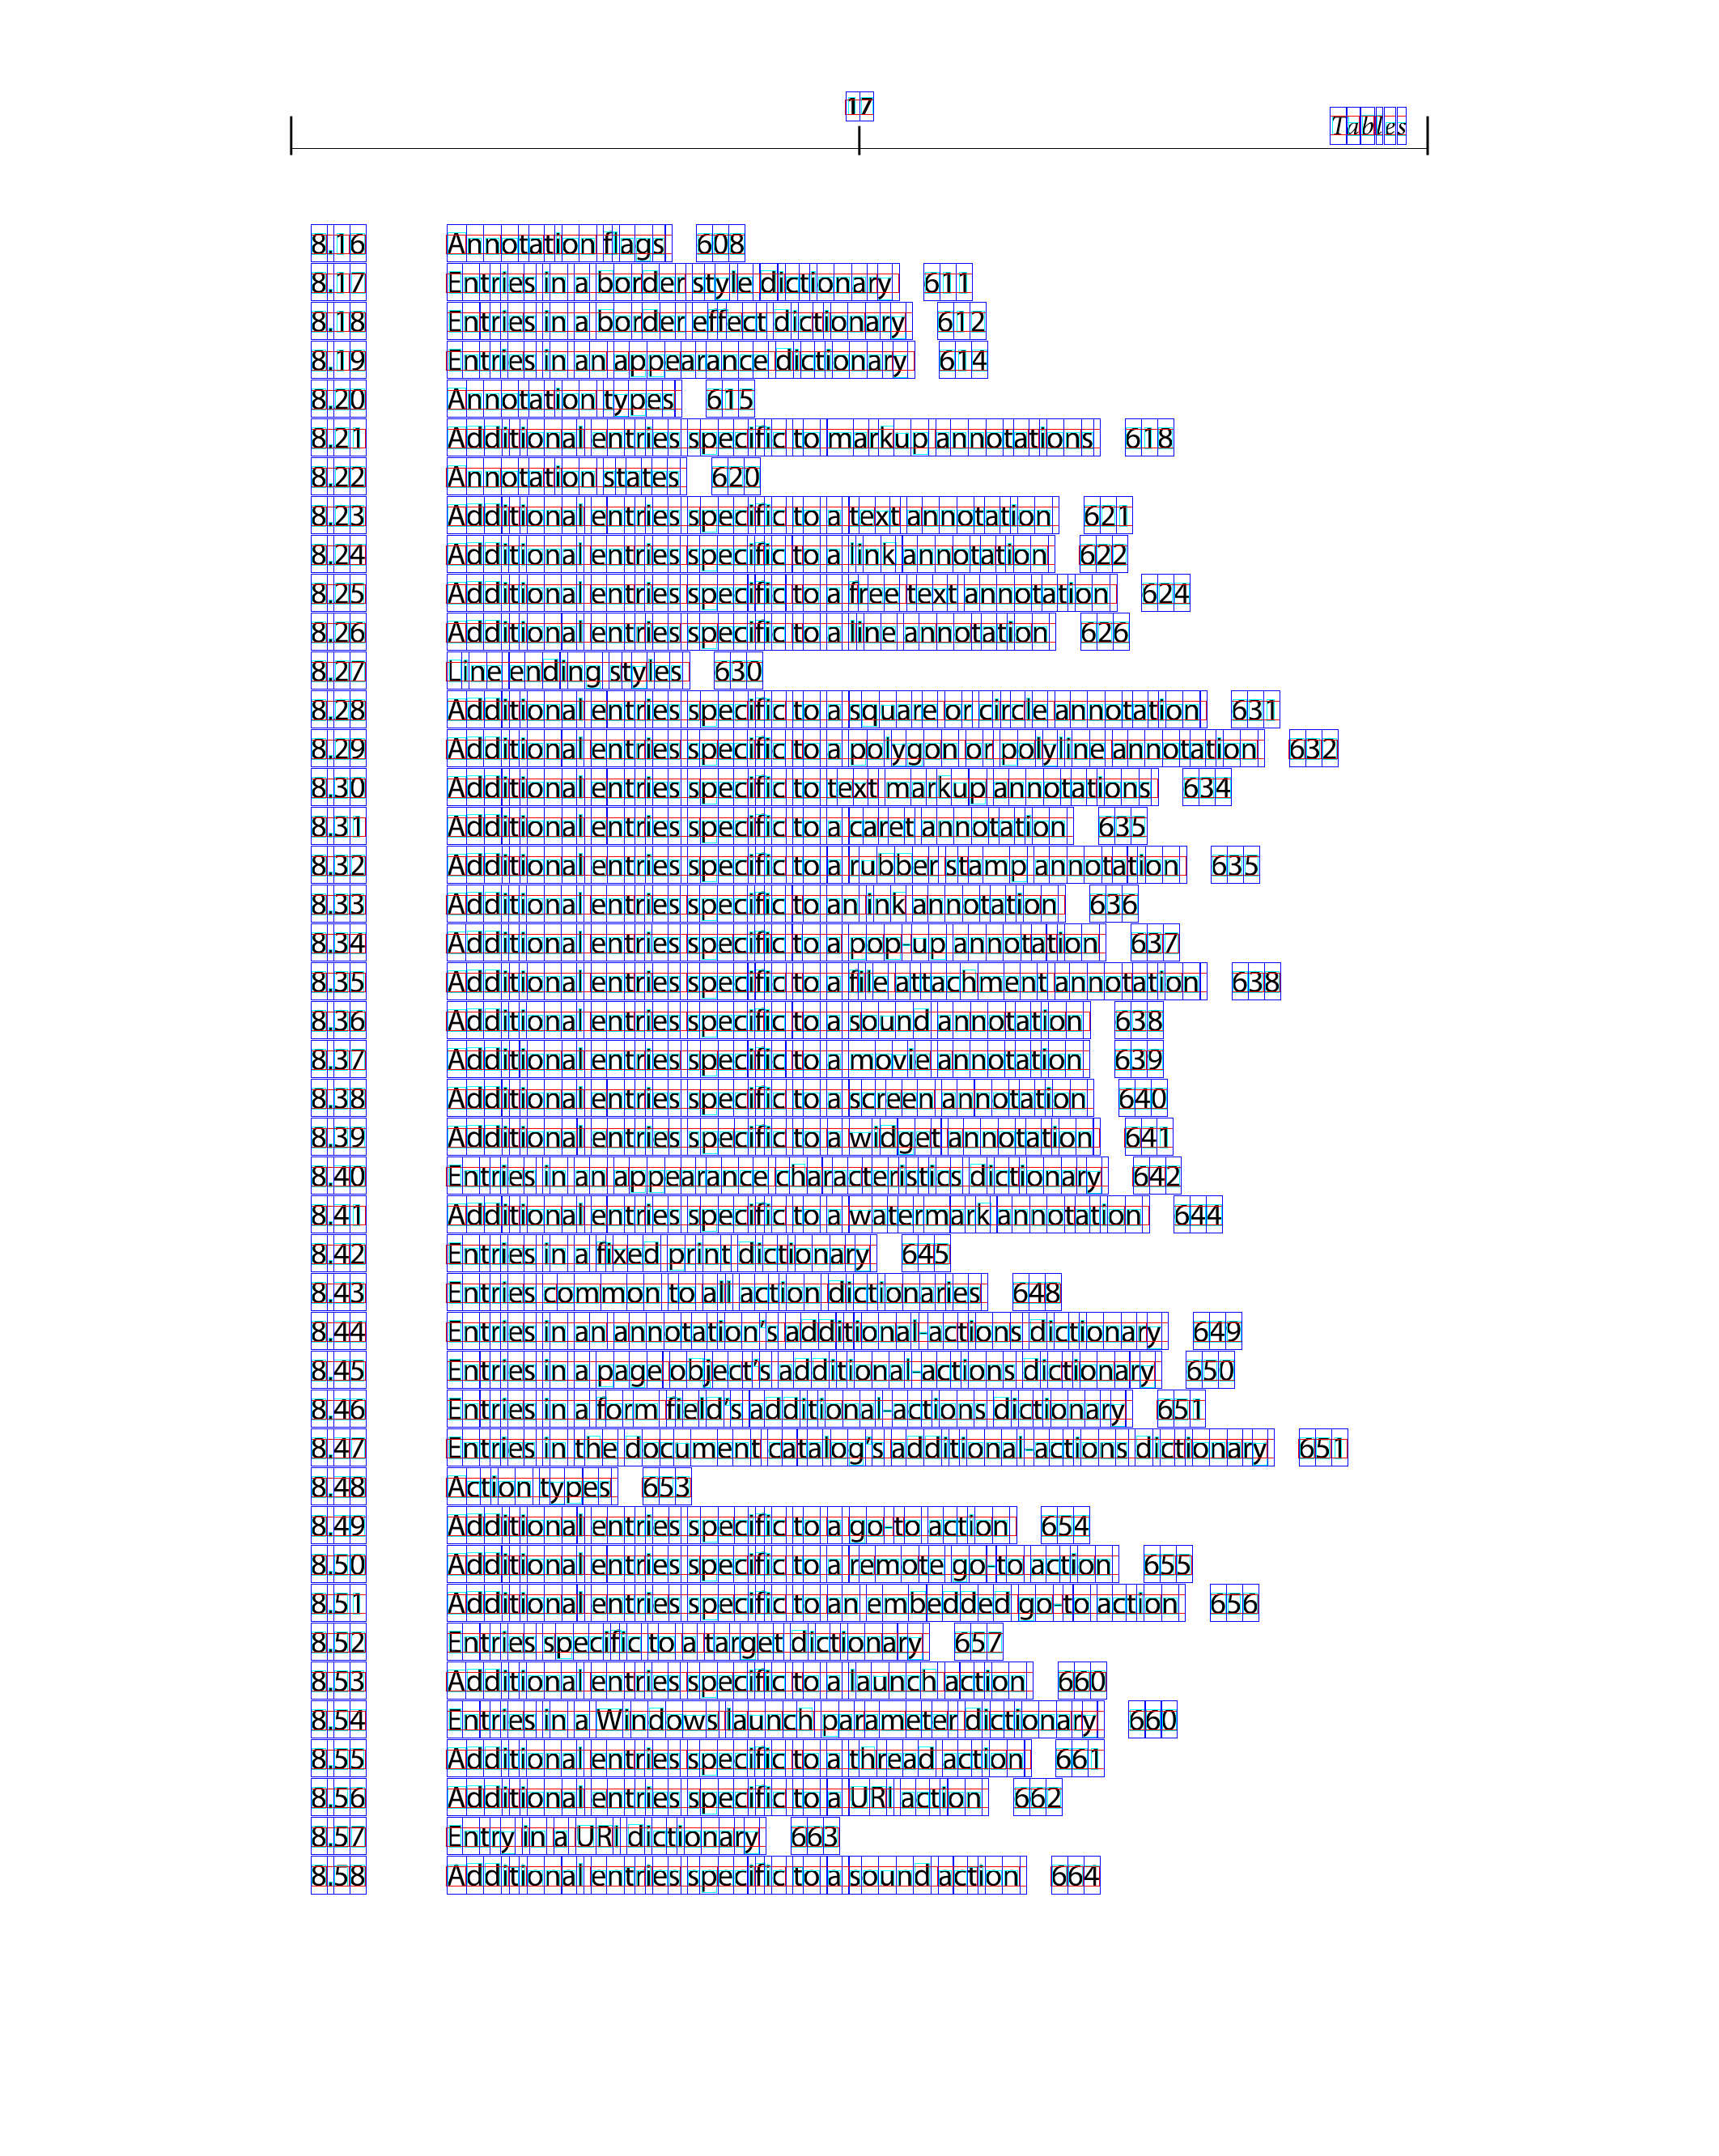 17
Tables
8.16 Annotation flags 608
8.17 Entries in a border style dictionary 611
8.18 Entries in a border effect dictionary 612
8.19 Entries in an appearance dictionary 614
8.20 Annotation types 615
8.21 Additional entries specific to markup annotations 618
8.22 Annotation states 620
8.23 Additional entries specific to a text annotation 621
8.24 Additional entries specific to a link annotation 622
8.25 Additional entries specific to a free text annotation 624
8.26 Additional entries specific to a line annotation 626
8.27 Line ending styles 630
8.28 Additional entries specific to a square or circle annotation 631
8.29 Additional entries specific to a polygon or polyline annotation 632
8.30 Additional entries specific to text markup annotations 634
8.31 Additional entries specific to a caret annotation 635
8.32 Additional entries specific to a rubber stamp annotation 635
8.33 Additional entries specific to an ink annotation 636
8.34 Additional entries specific to a pop-up annotation 637
8.35 Additional entries specific to a file attachment annotation 638
8.36 Additional entries specific to a sound annotation 638
8.37 Additional entries specific to a movie annotation 639
8.38 Additional entries specific to a screen annotation 640
8.39 Additional entries specific to a widget annotation 641
8.40 Entries in an appearance characteristics dictionary 642
8.41 Additional entries specific to a watermark annotation 644
8.42 Entries in a fixed print dictionary 645
8.43 Entries common to all action dictionaries 648
8.44 Entries in an annotation’s additional-actions dictionary 649
8.45 Entries in a page object’s additional-actions dictionary 650
8.46 Entries in a form field’s additional-actions dictionary 651
8.47 Entries in the document catalog’s additional-actions dictionary 651
8.48 Action types 653
8.49 Additional entries specific to a go-to action 654
8.50 Additional entries specific to a remote go-to action 655
8.51 Additional entries specific to an embedded go-to action 656
8.52 Entries specific to a target dictionary 657
8.53 Additional entries specific to a launch action 660
8.54 Entries in a Windows launch parameter dictionary 660
8.55 Additional entries specific to a thread action 661
8.56 Additional entries specific to a URI action 662
8.57 Entry in a URI dictionary 663
8.58 Additional entries specific to a sound action 664